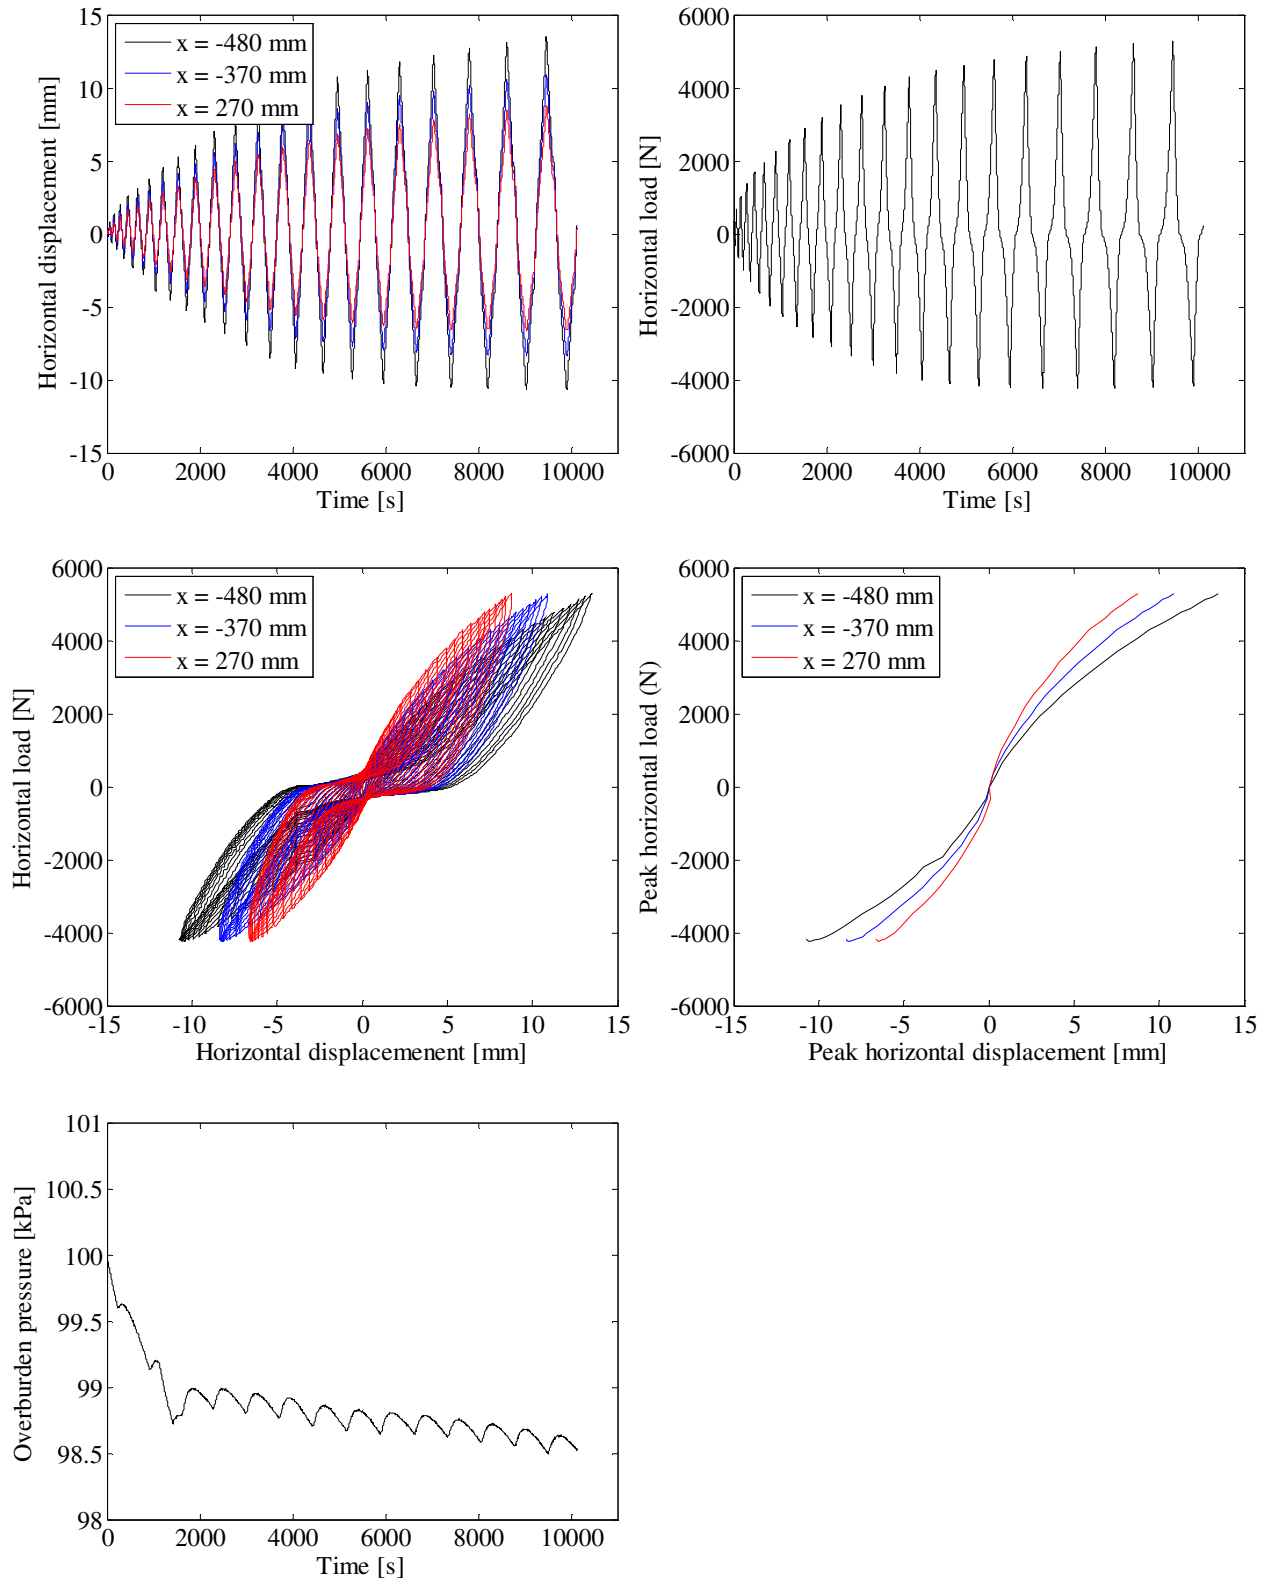 15
10
5
0
-5
-10
-15
Horizontal displacement [mm]
x = -480 mm
x = -370 mm
x = 270 mm
0 2000 4000 6000 8000 10000
Time [s]
6000
4000
2000
0
-2000
-4000
-6000
Horizontal load [N]
0 2000 4000 6000 8000 10000
Time [s]
6000
4000
2000
0
-2000
-4000
-6000
Horizontal load [N]
x = -480 mm
x = -370 mm
x = 270 mm
-15 -10 -5 0 5 10 15
Horizontal displacemenent [mm]
6000
4000
2000
0
-2000
-4000
-6000
Peak horizontal load (N)
x = -480 mm
x = -370 mm
x = 270 mm
-15 -10 -5 0 5 10 15
Peak horizontal displacement [mm]
101
100.5
100
99.5
99
98.5
98
Overburden pressure [kPa]
0 2000 4000 6000 8000 10000
Time [s]